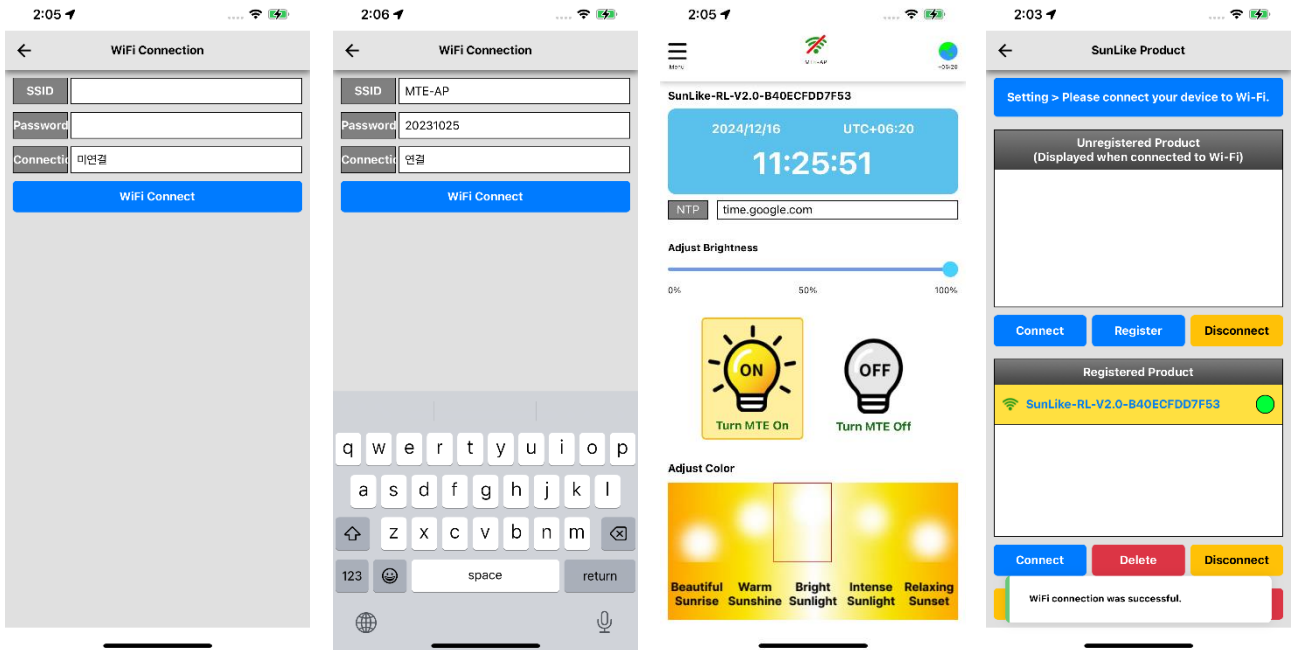 2:05
WiFi Connection
SSID
Password
Connectio
미연결
WiFi Connect
2:06
WiFi Connection
SSID
MTE-AP
Password
20231025
Connectio
연결
WiFi Connect
q w e r t y u i o p
a s d f g h j k l
z x c v b n m
123
space
return
2:05
Menu
MTE-AP
+06:20
SunLike-RL-V2.0-B40ECFDD7F53
2024/12/16
UTC+06:20
11:25:51
NTP
time.google.com
Adjust Brightness
0%
50%
100%
ON
OFF
Turn MTE On
Turn MTE Off
Adjust Color
Beautiful Sunrise
Warm Sunshine
Bright Sunlight
Intense Sunlight
Relaxing Sunset
2:03
SunLike Product
Setting > Please connect your device to Wi-Fi.
Unregistered Product
(Displayed when connected to Wi-Fi)
Connect
Register
Disconnect
Registered Product
SunLike-RL-V2.0-B40ECFDD7F53
Connect
Delete
Disconnect
WiFi connection was successful.